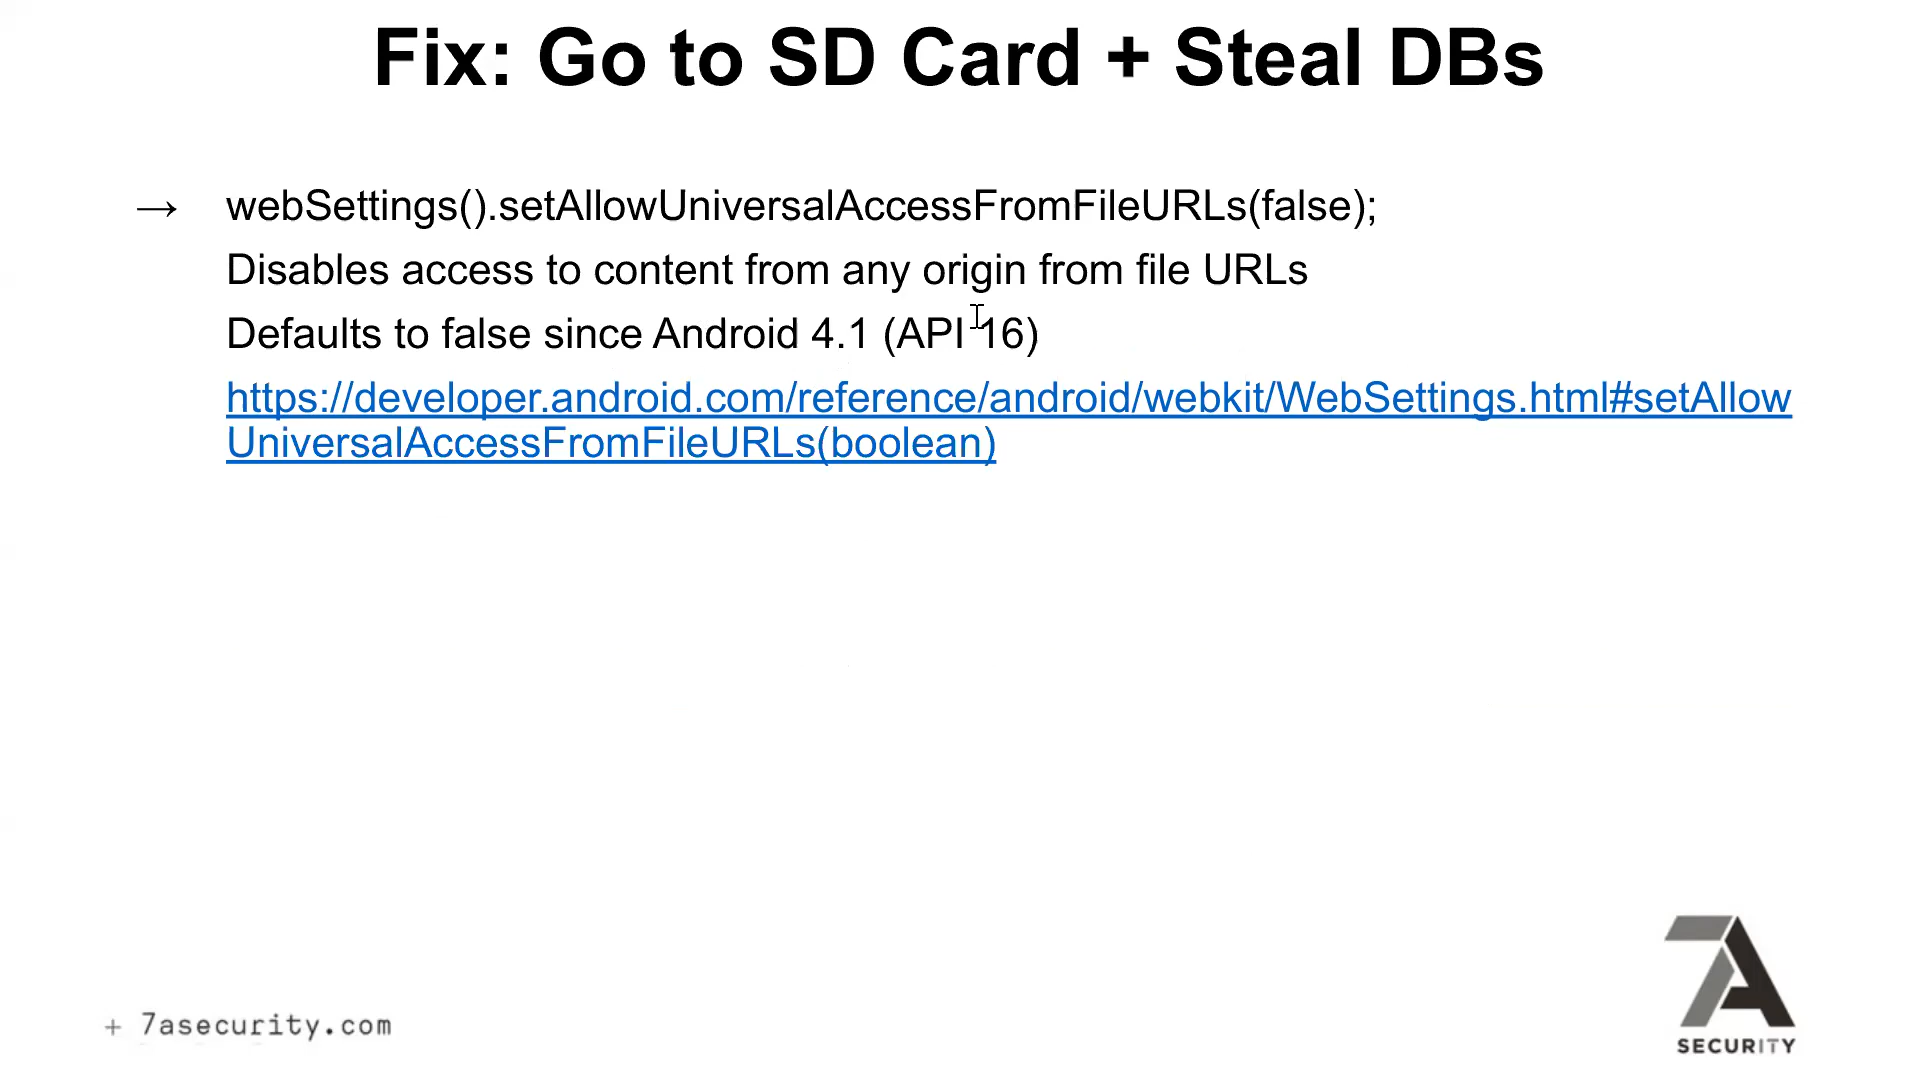 Fix: Go to SD Card + Steal DBs
→ webSettings().setAllowUniversalAccessFromFileURLs(false);
Disables access to content from any origin from file URLs
Defaults to false since Android 4.1 (API 16)
https://developer.android.com/reference/android/webkit/WebSettings.html#setAllow
UniversalAccessFromFileURLs(boolean)
+ 7asecurity.com
7A
SECURITY